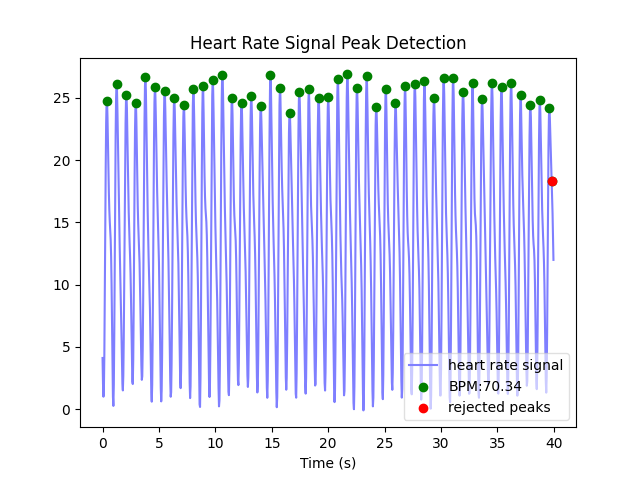 Heart Rate Signal Peak Detection
25
20
15
10
5
0
heart rate signal
BPM:70.34
rejected peaks
0 5 10 15 20 25 30 35 40
Time (s)